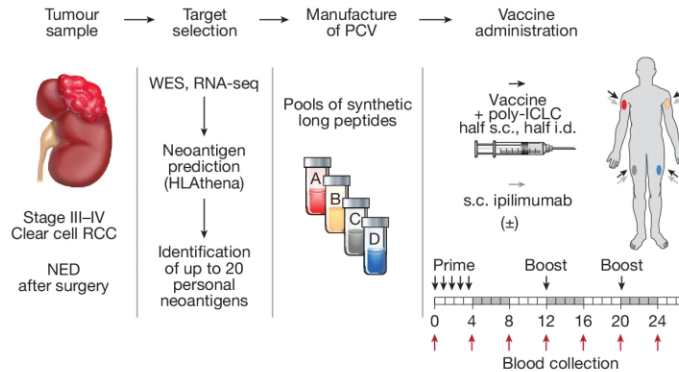 Tumour
sample
Target
selection
Manufacture
of PCV
Vaccine
administration
Stage III–IV
Clear cell RCC
NED
after surgery
WES, RNA-seq
Neoantigen
prediction
(HLAthena)
Identification
of up to 20
personal
neoantigens
Pools of synthetic
long peptides
A
B
C
D
Vaccine
+ poly-ICLC
half s.c., half i.d.
s.c. ipilimumab
(±)
Prime Boost Boost
0 4 8 12 16 20 24
Blood collection